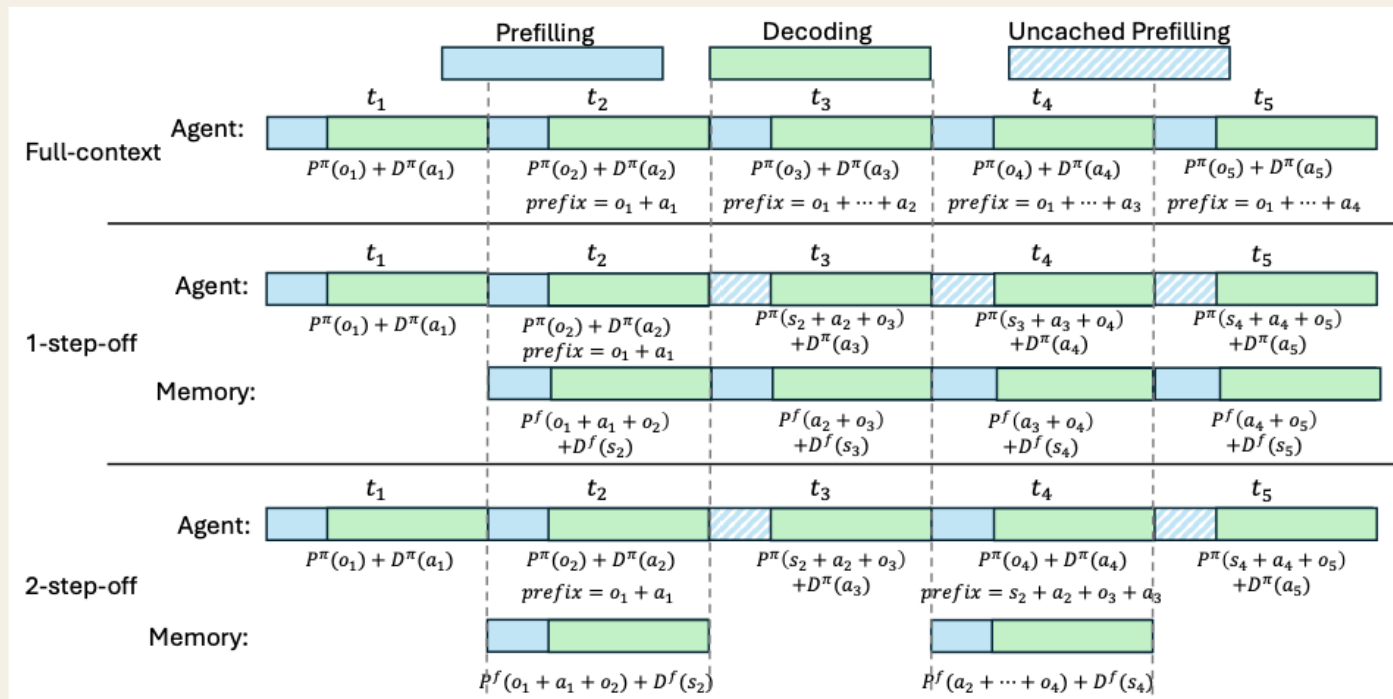 Prefilling Decoding Uncached Prefilling
t₁ t₂ t₃ t₄ t₅
Full-context Agent:
P^π(o₁) + D^π(a₁) P^π(o₂) + D^π(a₂) P^π(o₃) + D^π(a₃) P^π(o₄) + D^π(a₄) P^π(o₅) + D^π(a₅)
prefix = o₁ + a₁ prefix = o₁ + ⋯ + a₂ prefix = o₁ + ⋯ + a₃ prefix = o₁ + ⋯ + a₄
t₁ t₂ t₃ t₄ t₅
1-step-off Agent:
P^π(o₁) + D^π(a₁) P^π(o₂) + D^π(a₂) P^π(s₂ + a₂ + o₃) P^π(s₃ + a₃ + o₄) P^π(s₄ + a₄ + o₅)
prefix = o₁ + a₁ +D^π(a₃) +D^π(a₄) +D^π(a₅)
Memory:
P^f(o₁ + a₁ + o₂) P^f(a₂ + o₃) P^f(a₃ + o₄) P^f(a₄ + o₅)
+D^f(s₂) +D^f(s₃) +D^f(s₄) +D^f(s₅)
t₁ t₂ t₃ t₄ t₅
2-step-off Agent:
P^π(o₁) + D^π(a₁) P^π(o₂) + D^π(a₂) P^π(s₂ + a₂ + o₃) P^π(o₄) + D^π(a₄) P^π(s₄ + a₄ + o₅)
prefix = o₁ + a₁ +D^π(a₃) prefix = s₂ + a₂ + o₃ + a₃ +D^π(a₅)
Memory:
P^f(o₁ + a₁ + o₂) + D^f(s₂) P^f(a₂ + ⋯ + o₄) + D^f(s₄)